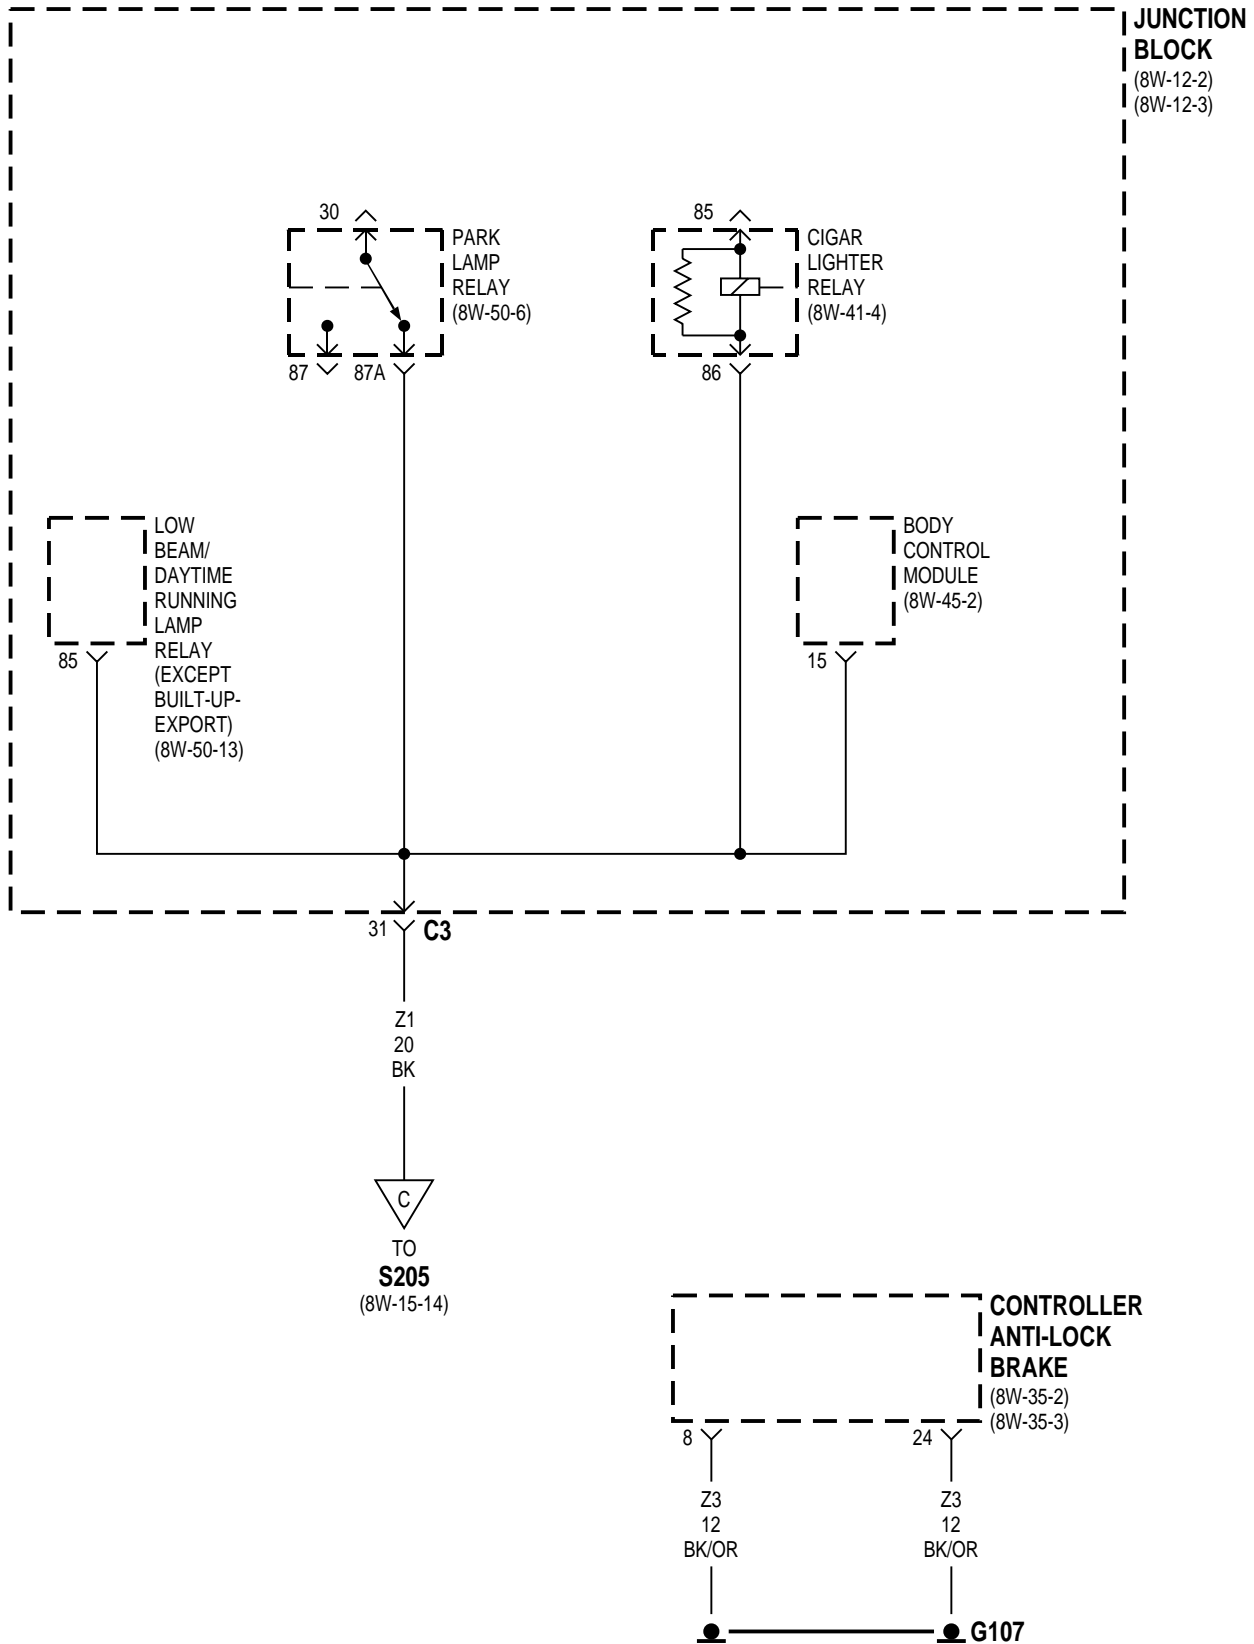 JUNCTION
BLOCK
(8W-12-2)
(8W-12-3)
30
PARK
LAMP
RELAY
(8W-50-6)
87
87A
85
CIGAR
LIGHTER
RELAY
(8W-41-4)
86
LOW
BEAM/
DAYTIME
RUNNING
LAMP
RELAY
(EXCEPT
BUILT-UP-
EXPORT)
(8W-50-13)
85
BODY
CONTROL
MODULE
(8W-45-2)
15
31 C3
Z1
20
BK
C
TO
S205
(8W-15-14)
CONTROLLER
ANTI-LOCK
BRAKE
(8W-35-2)
(8W-35-3)
8
24
Z3
12
BK/OR
Z3
12
BK/OR
G107